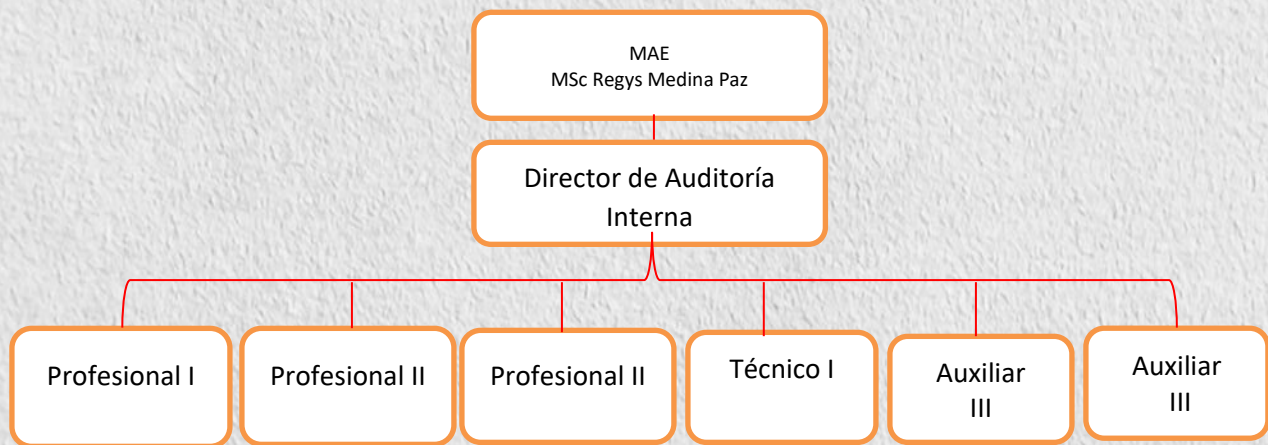 MAE
MSc Regys Medina Paz
Director de Auditoría
Interna
Profesional I
Profesional II
Profesional II
Técnico I
Auxiliar
III
Auxiliar
III